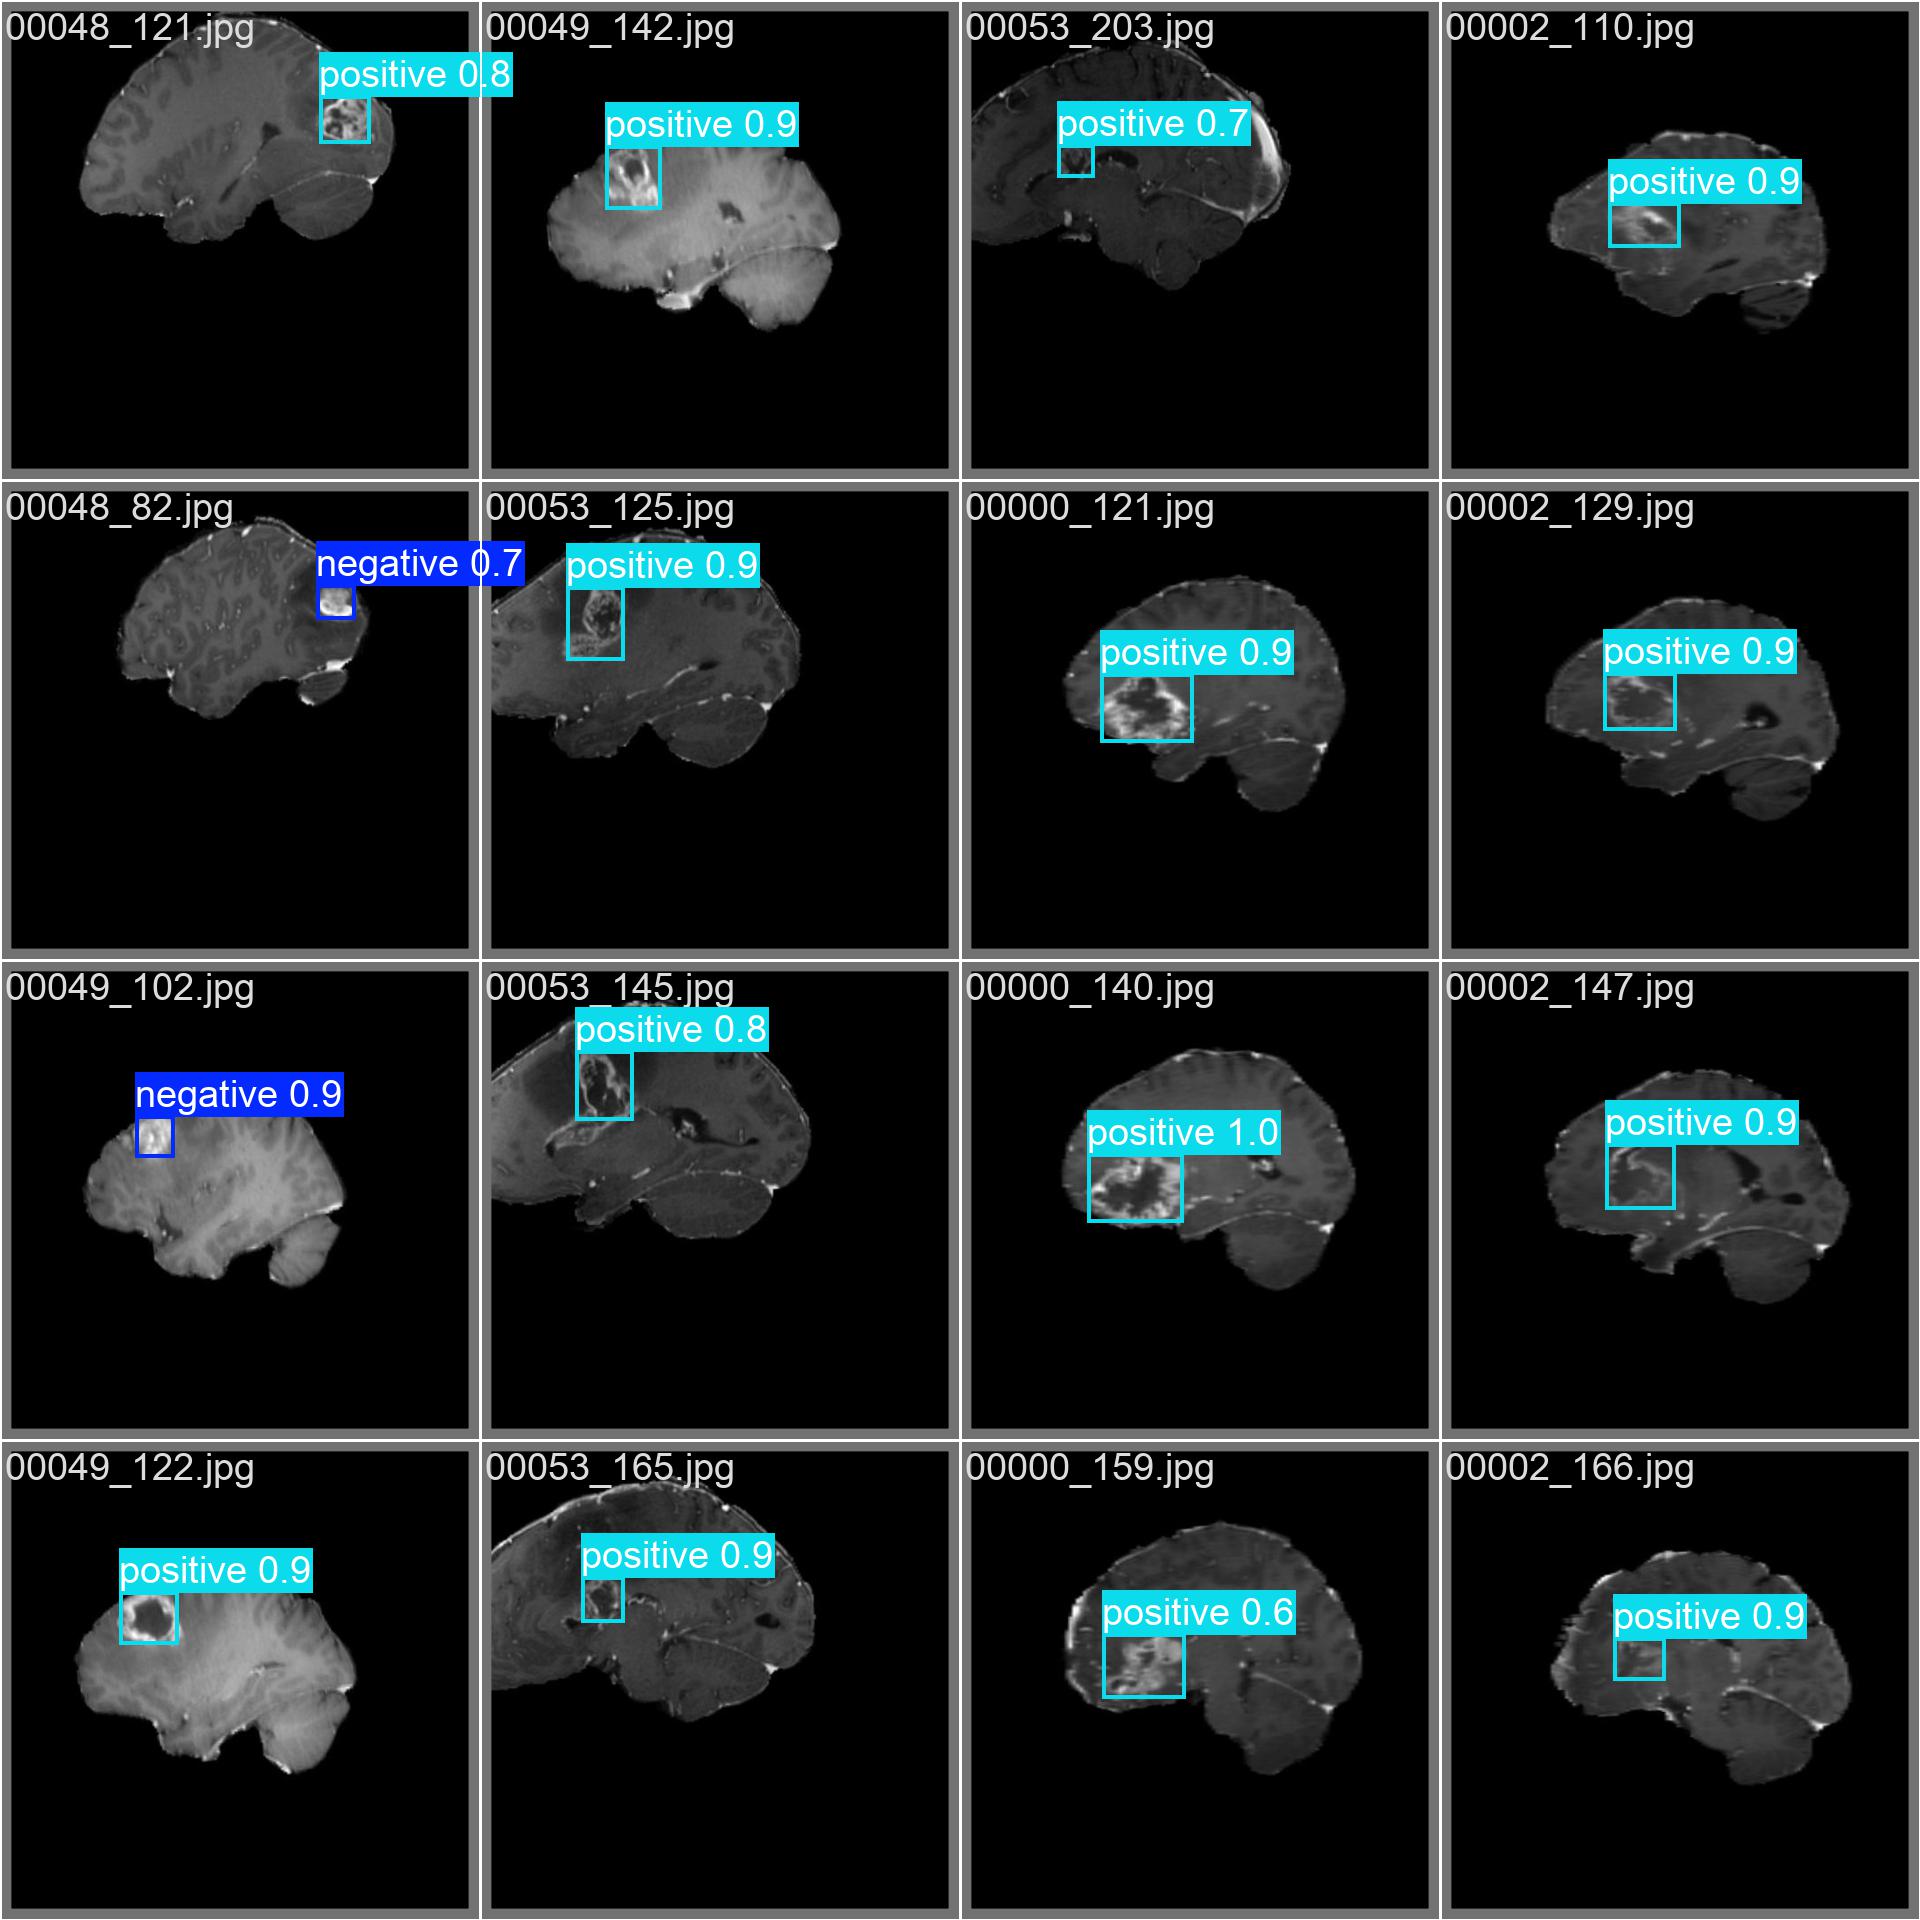 00048_121.jpg
positive 0.8
00049_142.jpg
positive 0.9
00053_203.jpg
positive 0.7
00002_110.jpg
positive 0.9
00048_82.jpg
negative 0.7
00053_125.jpg
positive 0.9
00000_121.jpg
positive 0.9
00002_129.jpg
positive 0.9
00049_102.jpg
negative 0.9
00053_145.jpg
positive 0.8
00000_140.jpg
positive 1.0
00002_147.jpg
positive 0.9
00049_122.jpg
positive 0.9
00053_165.jpg
positive 0.9
00000_159.jpg
positive 0.6
00002_166.jpg
positive 0.9